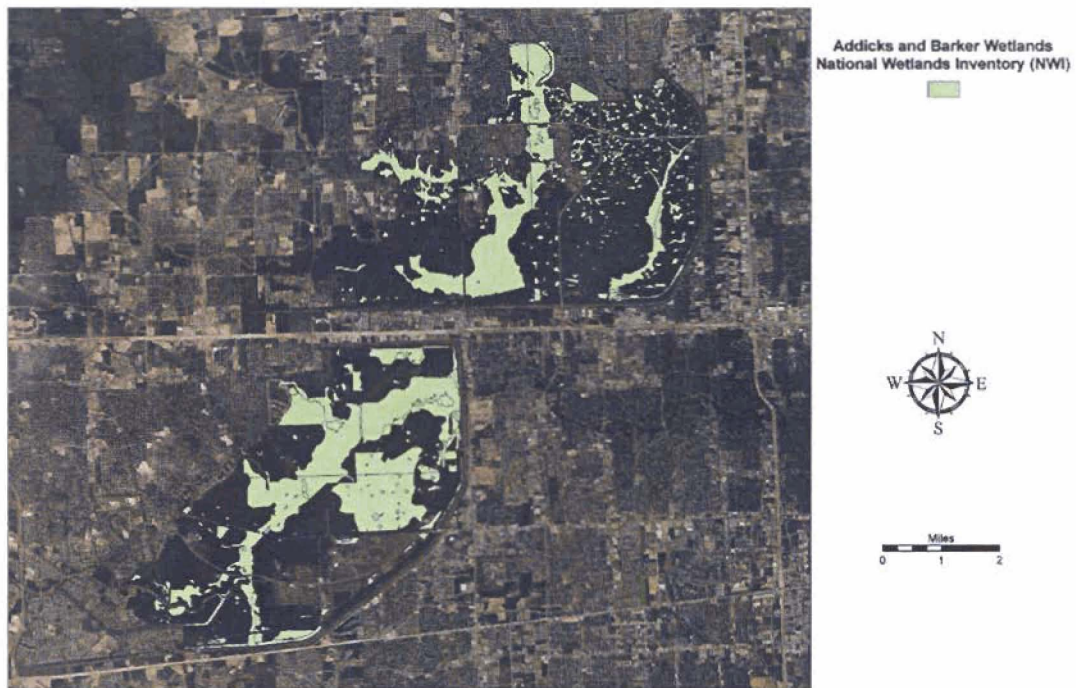 Addicks and Barker Wetlands
National Wetlands Inventory (NWI)
N
W E
S
Miles
0 1 2